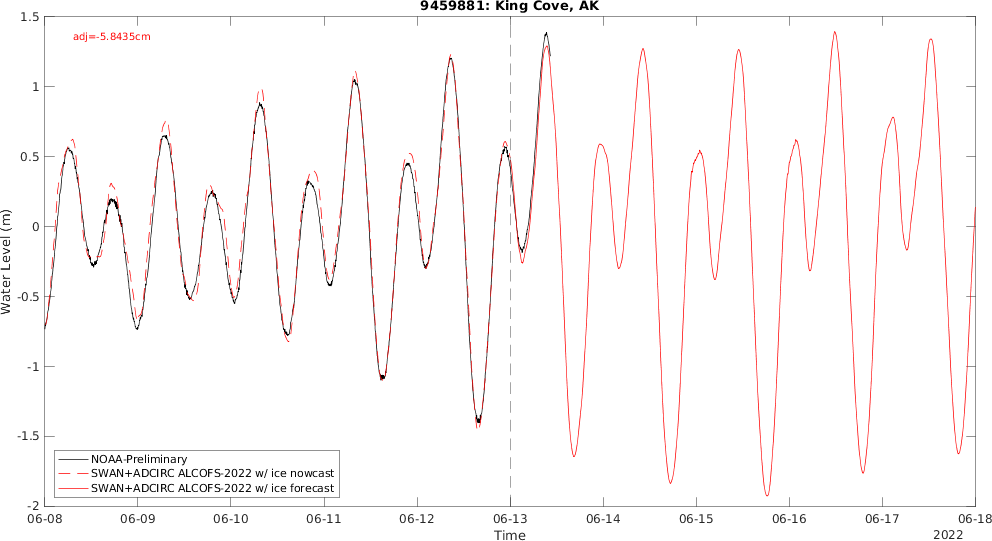 9459881: King Cove, AK
adj=-5.8435cm
1.5
1
0.5
0
-0.5
-1
-1.5
-2
Water Level (m)
NOAA-Preliminary
SWAN+ADCIRC ALCOFS-2022 w/ ice nowcast
SWAN+ADCIRC ALCOFS-2022 w/ ice forecast
06-08 06-09 06-10 06-11 06-12 06-13 06-14 06-15 06-16 06-17 06-18
Time
2022